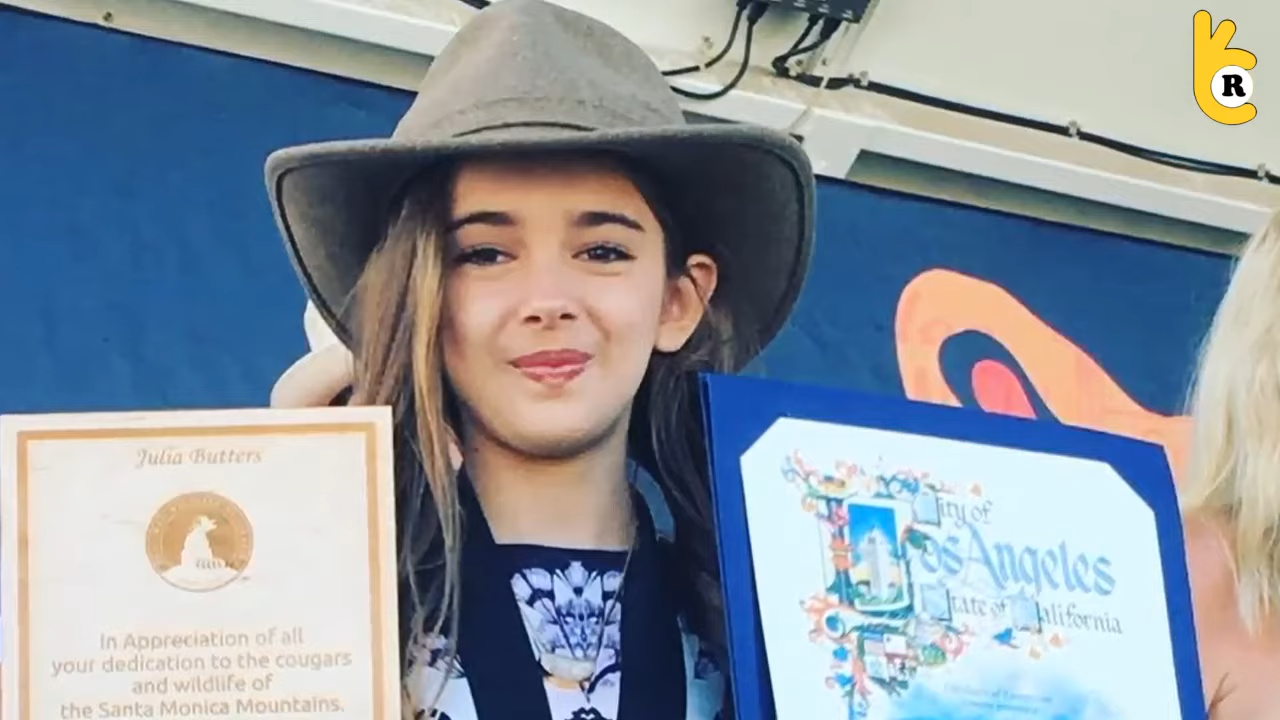 R
Julia Butters
In Appreciation of all
your dedication to the cougars
and wildlife of
the Santa Monica Mountains.
City of
Los Angeles
State of California